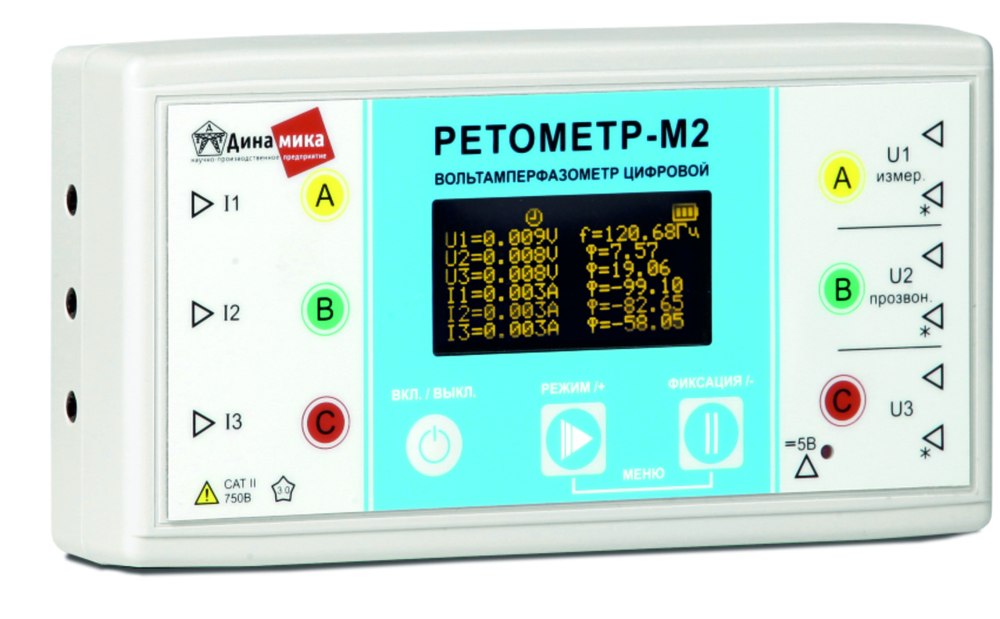 Динамика
научно-производственное предприятие
РЕТОМЕТР-М2
ВОЛЬТАМПЕРФАЗОМЕТР ЦИФРОВОЙ
I1
A
I2
B
I3
C
CAT II
750В
3.0
U1=0.009V f=120.68Гц
U2=0.008V φ=7.57
U3=0.008V φ=19.06
I1=0.003A φ=-99.10
I2=0.003A φ=-82.65
I3=0.003A φ=-58.05
ВКЛ. / ВЫКЛ.
РЕЖИМ /+
ФИКСАЦИЯ /-
МЕНЮ
A
U1
измер.
*
B
U2
прозвон.
*
C
U3
*
=5В